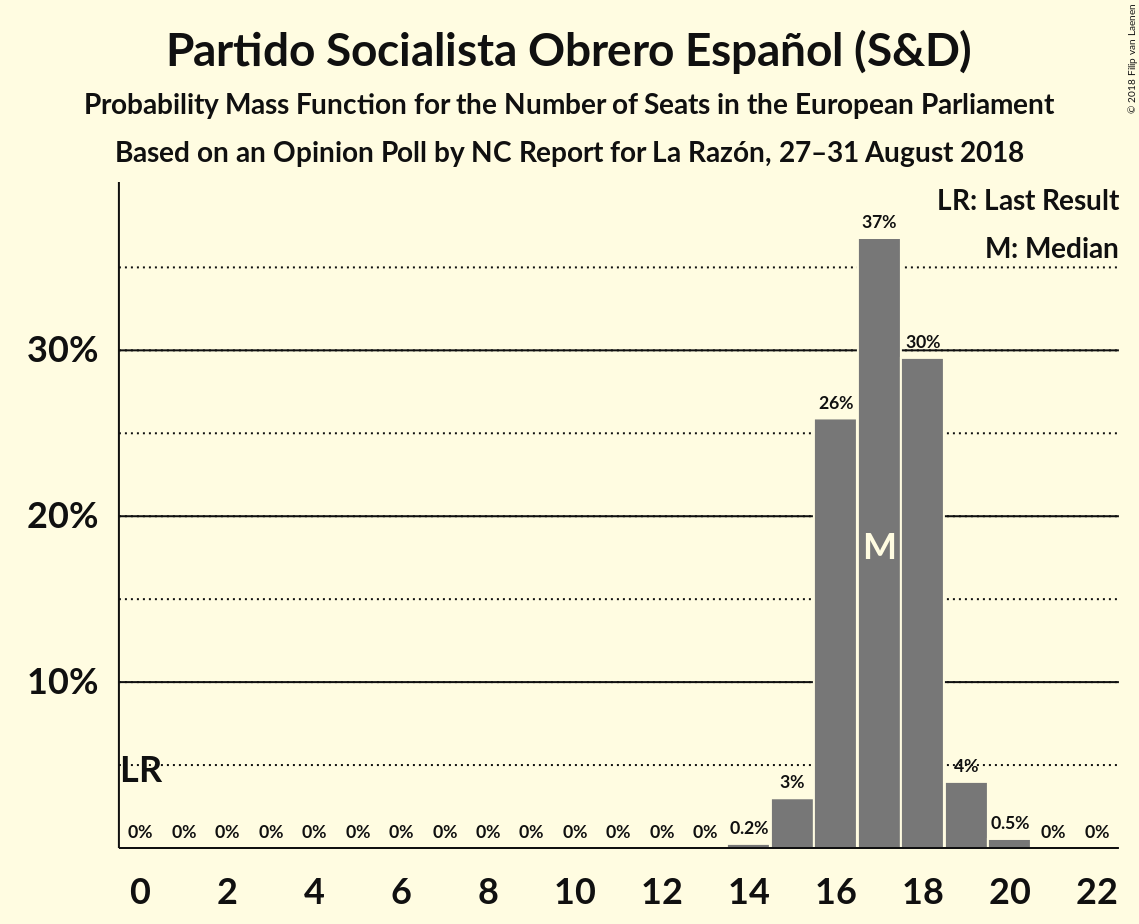 © 2018 Filip van Laenen
Partido Socialista Obrero Español (S&D)
Probability Mass Function for the Number of Seats in the European Parliament
Based on an Opinion Poll by NC Report for La Razón, 27–31 August 2018
LR: Last Result
M: Median
37%
30%
30%
26%
20%
M
10%
LR
4%
3%
0% 0% 0% 0% 0% 0% 0% 0% 0% 0% 0% 0% 0% 0% 0.2% 0.5% 0% 0%
0 2 4 6 8 10 12 14 16 18 20 22